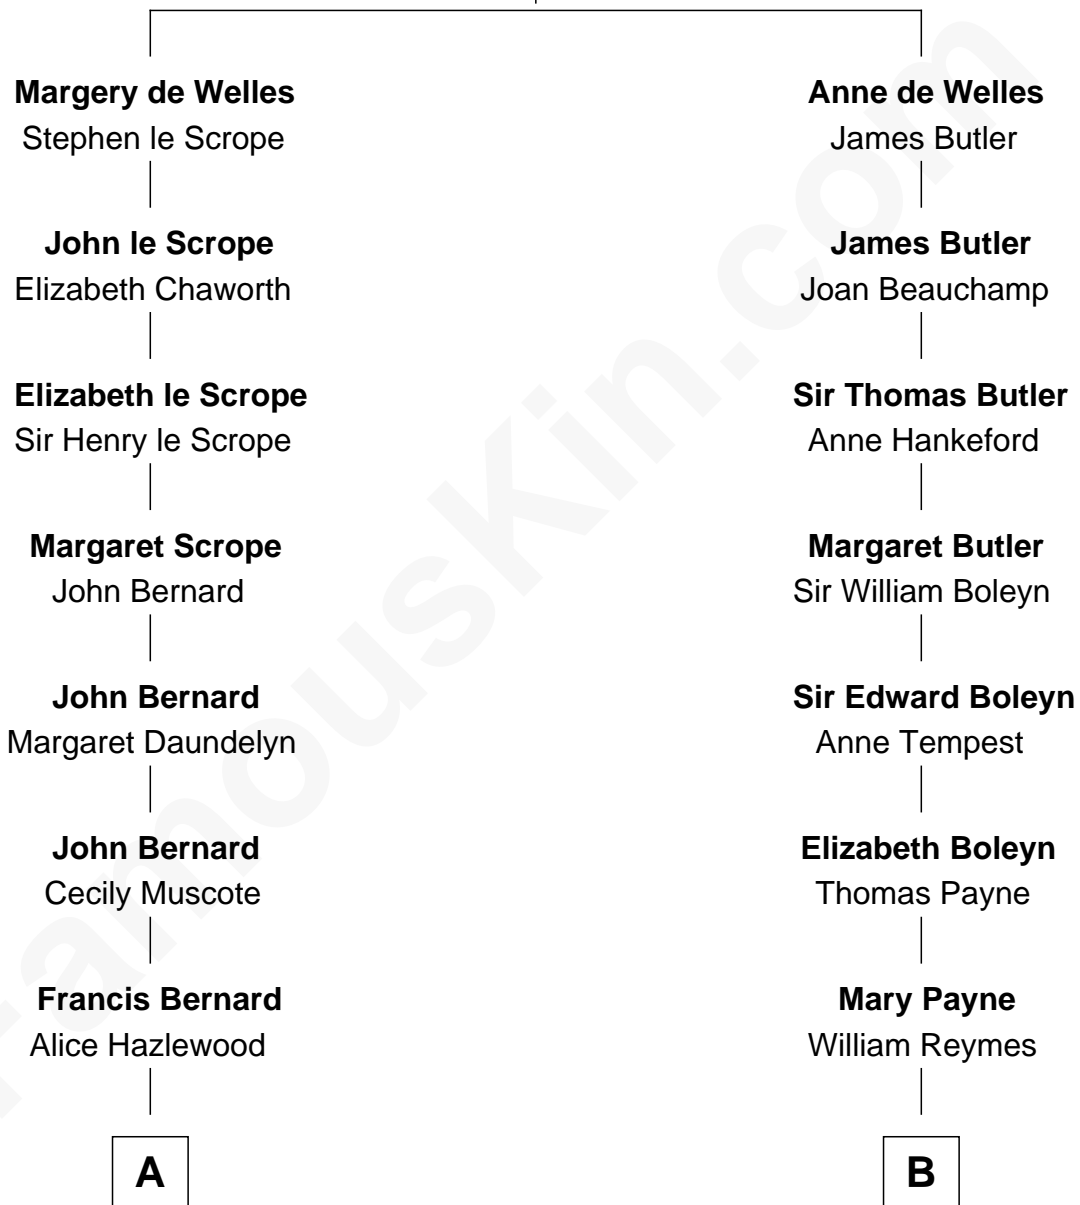 Margery de Welles
Stephen le Scrope
John le Scrope
Elizabeth Chaworth
Elizabeth le Scrope
Sir Henry le Scrope
Margaret Scrope
John Bernard
John Bernard
Margaret Daundelyn
John Bernard
Cecily Muscote
Francis Bernard
Alice Hazlewood
A
Anne de Welles
James Butler
James Butler
Joan Beauchamp
Sir Thomas Butler
Anne Hankeford
Margaret Butler
Sir William Boleyn
Sir Edward Boleyn
Anne Tempest
Elizabeth Boleyn
Thomas Payne
Mary Payne
William Reymes
B
FamousKin.com